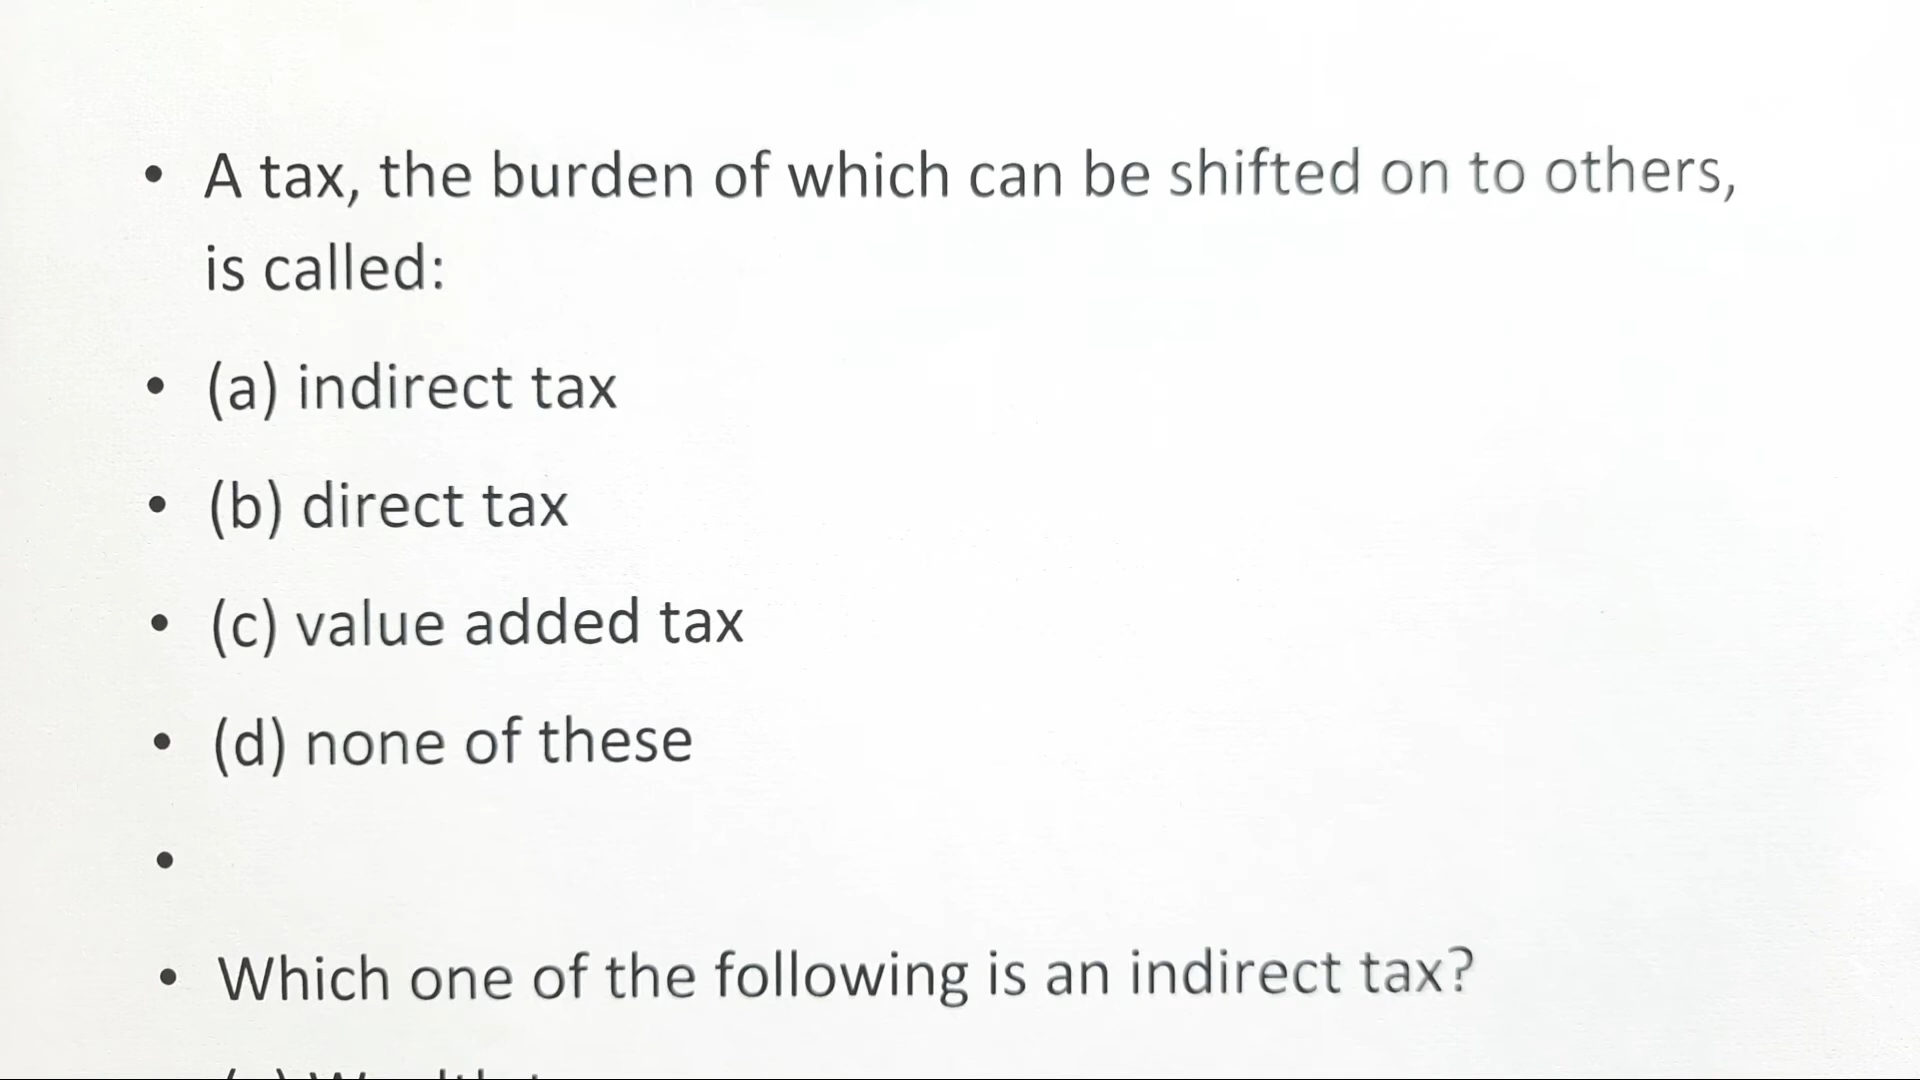 • A tax, the burden of which can be shifted on to others,
is called:
• (a) indirect tax
• (b) direct tax
• (c) value added tax
• (d) none of these
•
• Which one of the following is an indirect tax?